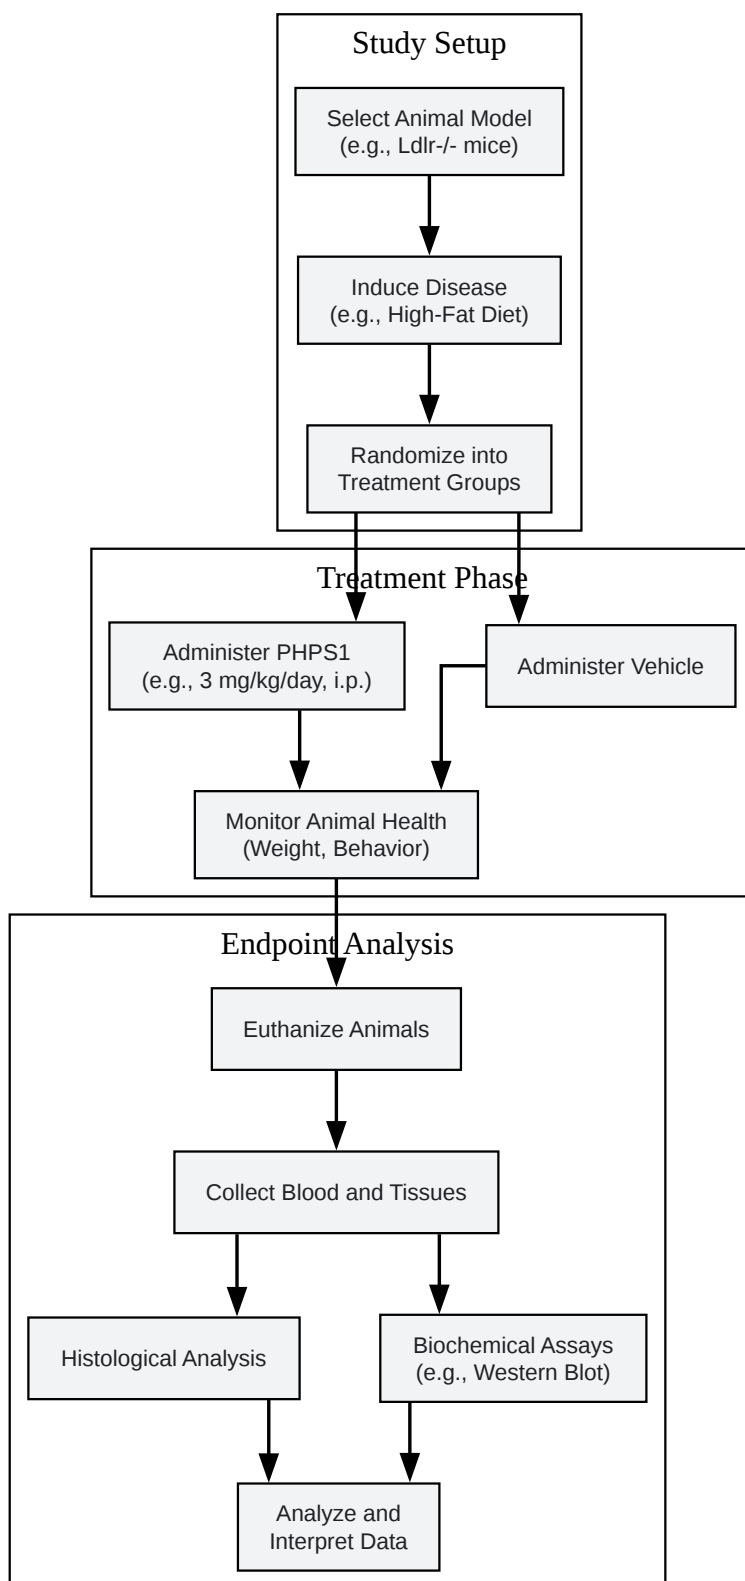 Study Setup
Select Animal Model
(e.g., Ldlr-/- mice)
Induce Disease
(e.g., High-Fat Diet)
Randomize into
Treatment Groups
Treatment Phase
Administer PHPS1
(e.g., 3 mg/kg/day, i.p.)
Administer Vehicle
Monitor Animal Health
(Weight, Behavior)
Endpoint Analysis
Euthanize Animals
Collect Blood and Tissues
Histological Analysis
Biochemical Assays
(e.g., Western Blot)
Analyze and
Interpret Data